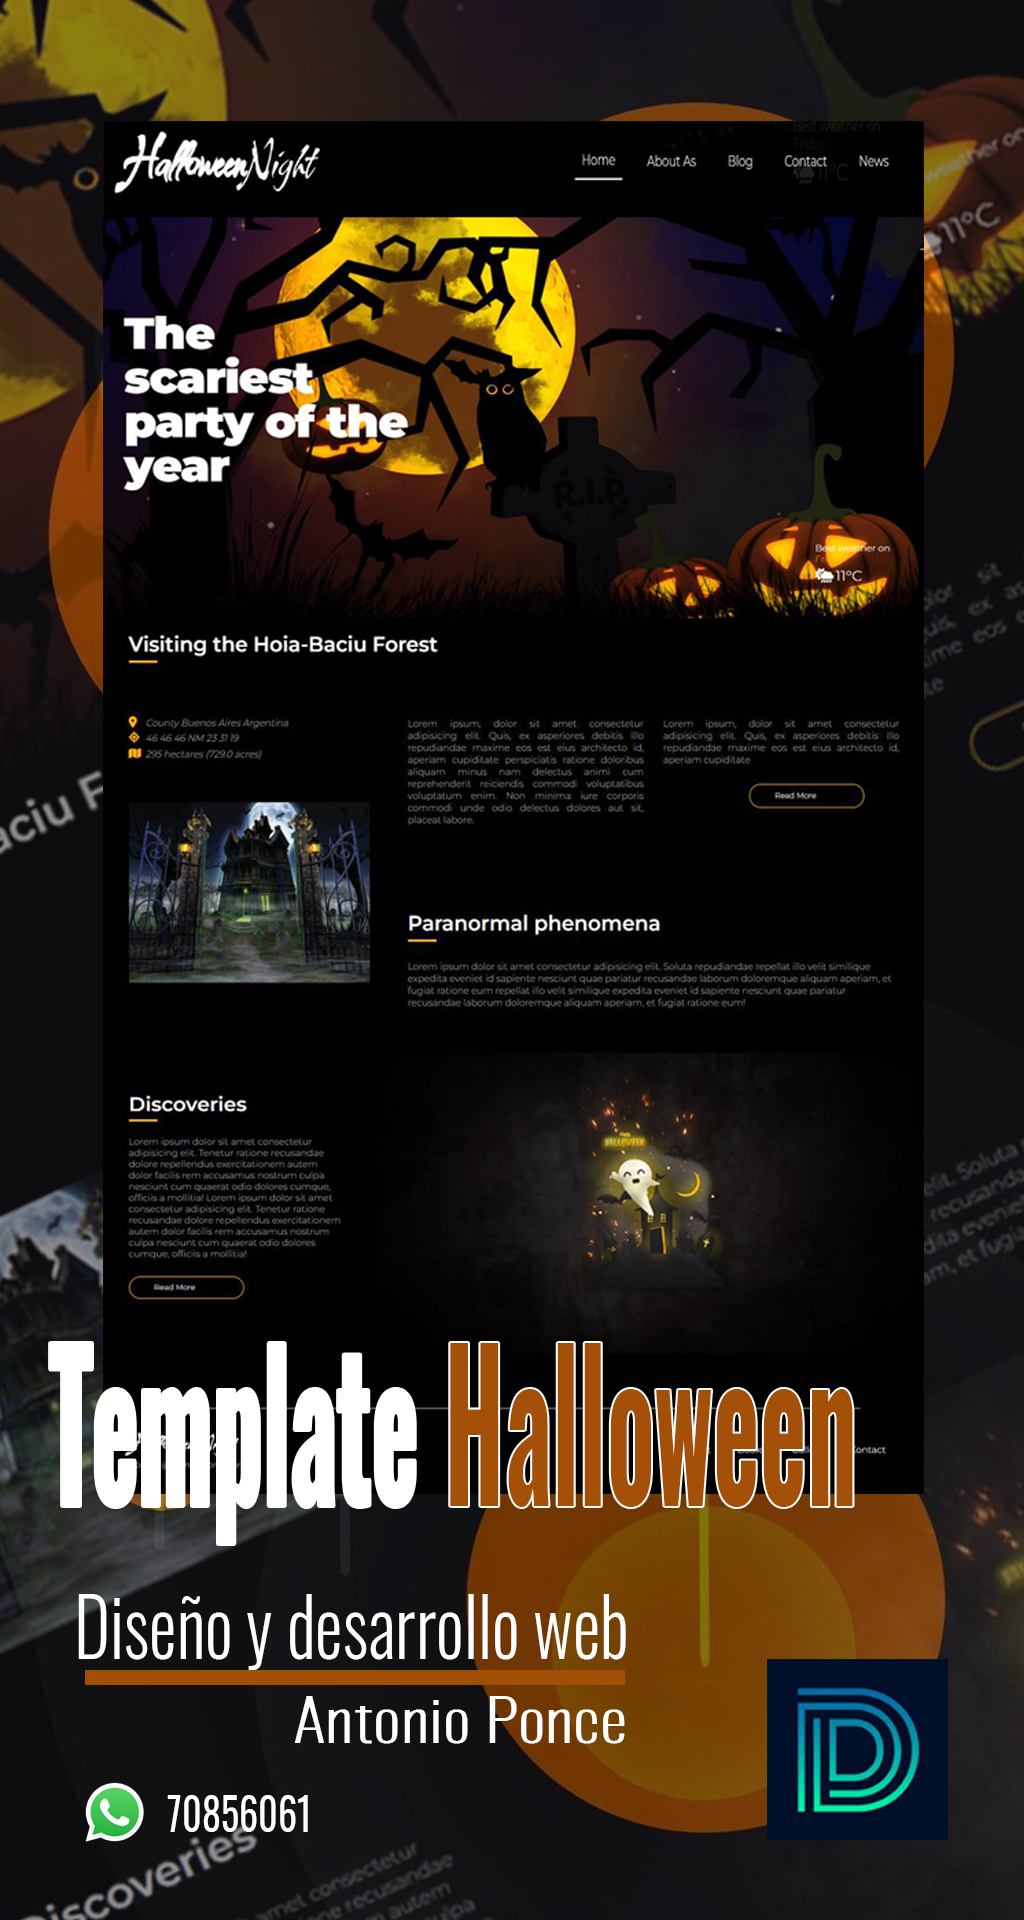 Best weather on
Friday
11°C
HalloweenNight
Home
About As
Blog
Contact
News
weather on
11°C
The
scariest
party of the
year
R.I.P.
Best weather on
11°C
Visiting the Hoia-Baciu Forest
County Buenos Aires Argentina
46 46 46 NM 23 31 19
295 hectares (729.0 acres)
Lorem ipsum, dolor sit amet consectetur
adipisicing elit. Quis, ex asperiores debitis illo
repudiandae maxime eos est eius architecto id,
aperiam cupiditate perspiciatis ratione doloribus
aliquam minus nam delectus animi cum
reprehenderit reiciendis commodi voluptatibus
voluptatum enim. Non minima iure corporis
commodi unde odio delectus dolores aut sit,
placeat labore.
Lorem ipsum, dolor sit amet consectetur
adipisicing elit. Quis, ex asperiores debitis illo
repudiandae maxime eos est eius architecto id,
aperiam cupiditate
Read More
Paranormal phenomena
Lorem ipsum dolor sit amet consectetur adipisicing elit. Soluta repudiandae repellat illo velit similique
expedita eveniet id sapiente nesciunt quae pariatur recusandae laborum doloremque aliquam aperiam, et
fugiat ratione eum repellat illo velit similique expedita eveniet id sapiente nesciunt quae pariatur
recusandae laborum doloremque aliquam aperiam, et fugiat ratione eum!
Discoveries
Lorem ipsum dolor sit amet consectetur
adipisicing elit. Tenetur ratione recusandae
dolore repellendus exercitationem autem
dolor facilis rem accusamus nostrum culpa
nesciunt cum quaerat odio dolores cumque,
officiis a mollitia! Lorem ipsum dolor sit amet
consectetur adipisicing elit. Tenetur ratione
recusandae dolore repellendus exercitationem
autem dolor facilis rem accusamus nostrum
culpa nesciunt cum quaerat odio dolores
cumque, officiis a mollitia!
Read More
HALLOWEEN
Template Halloween
Contact
Diseño y desarrollo web
Antonio Ponce
70856061
Discoveries
amet consectetur
recusandae
autem
culpa